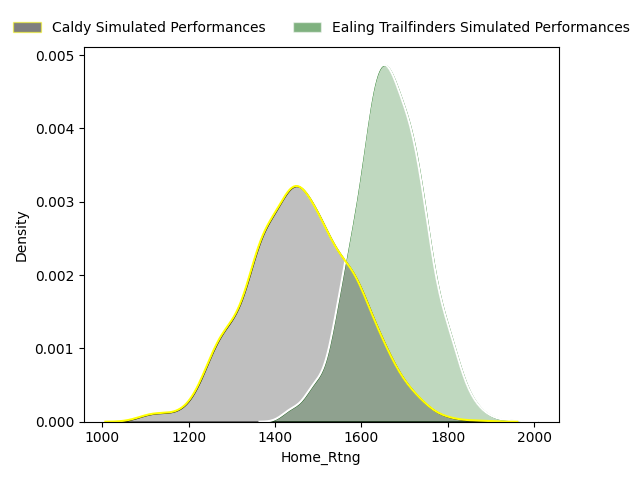 Caldy Simulated Performances Ealing Trailfinders Simulated Performances
0.005
0.004
0.003
0.002
0.001
0.000
Density
1000 1200 1400 1600 1800 2000
Home_Rtng